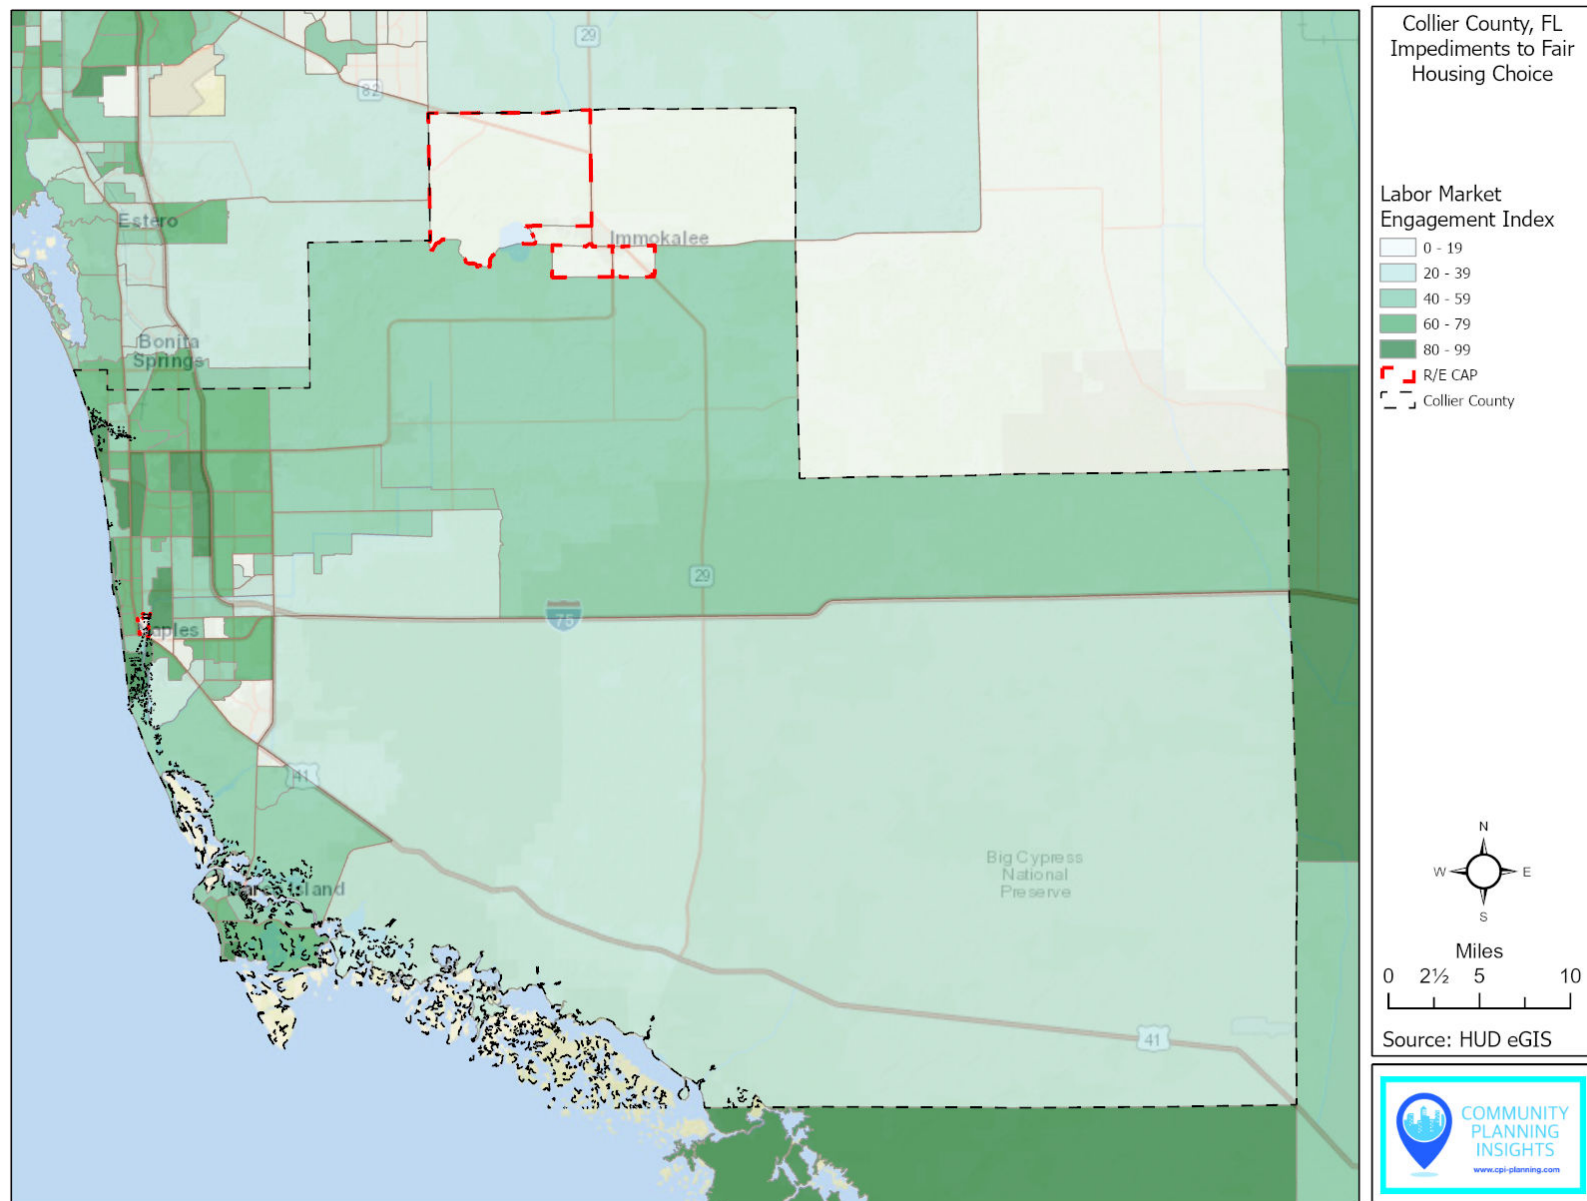 Collier County, FL
Impediments to Fair
Housing Choice
Labor Market
Engagement Index
0 - 19
20 - 39
40 - 59
60 - 79
80 - 99
R/E CAP
Collier County
N
W
E
S
Miles
0 2½ 5 10
Source: HUD eGIS
COMMUNITY
PLANNING
INSIGHTS
www.cpi-planning.com
29
82
Estero
Immokalee
Bonita
Springs
29
75
aples
41
Big Cypress
National
Preserve
Island
41